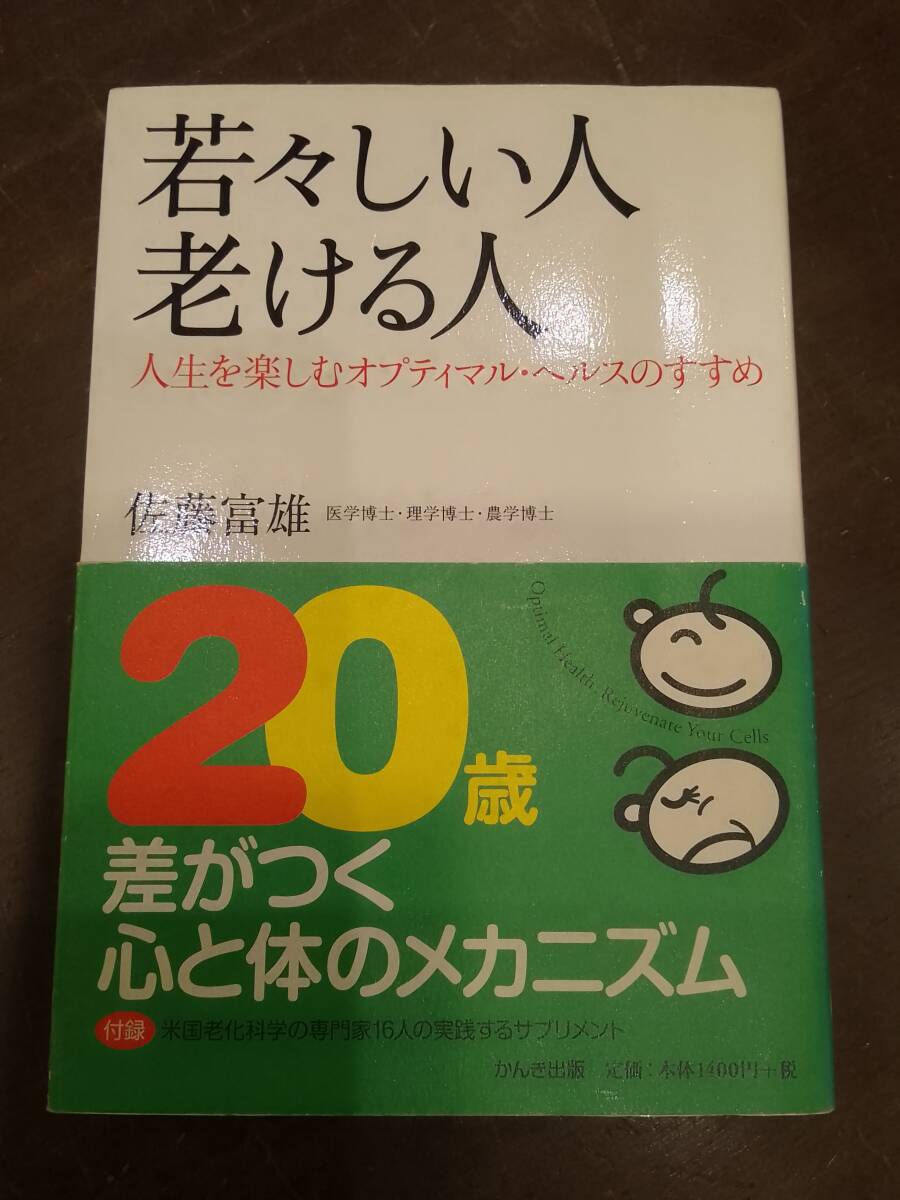 若々しい人
老ける人
人生を楽しむオプティマル・ヘルスのすすめ
佐藤富雄 医学博士・理学博士・農学博士
Optimal Health : Rejuvenate Your Cells
20歳
差がつく
心と体のメカニズム
付録 米国老化科学の専門家16人の実践するサプリメント
かんき出版 定価：本体1400円+税